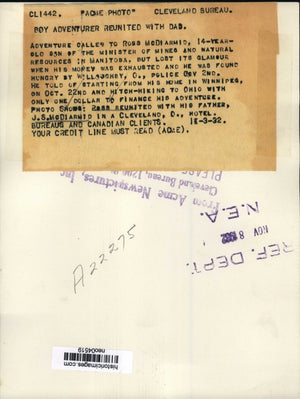 CL1442. "ACME PHOTO" CLEVELAND BUREAU.
BOY ADVENTURER REUNITED WITH DAD.
ADVENTURE CALLED TO ROSS McDIARMID, 14-YEAR-
OLD SON OF THE MINISTER OF MINES AND NATURAL
RESOURCES IN MANITOBA, BUT LOST ITS GLAMOUR
WHEN HIS MONEY WAS EXHAUSTED AND HE WAS FOUND
HUNGRY BY WILLOUGHBY, O., POLICE NOV 2ND.
HE TOLD OF STARTING FROM HIS HOME IN WINNIPEG,
ON OCT. 22ND AND HITCH-HIKING TO OHIO WITH
ONLY ONE DOLLAR TO FINANCE HIS ADVENTURE.
PHOTO SHOWS: ROSS REUNITED WITH HIS FATHER,
J.S. McDIARMID IN A CLEVELAND, O., HOTEL.
BUREAUS AND CANADIAN CLIENTS. 11-3-32.
YOUR CREDIT LINE MUST READ (ACME)
From Acme Newspictures, Inc.
Cleveland Bureau, 1200
PLEASE
N.E.A.
NOV 8 1932
REF. DEPT.
A22275
historicimages.com
neo04519